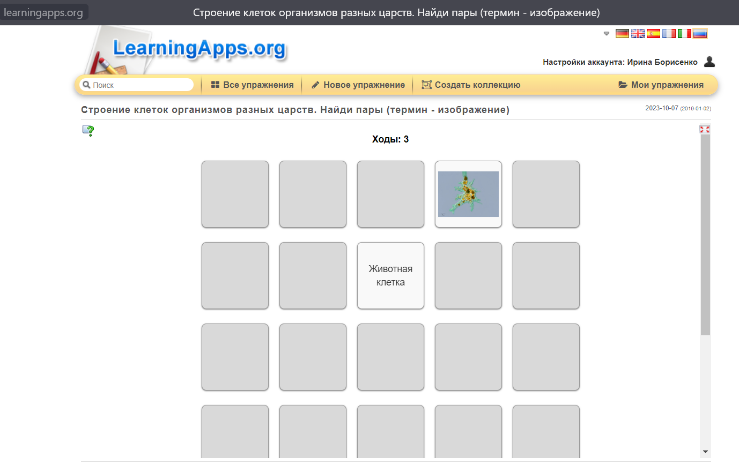 learningapps.org
Строение клеток организмов разных царств. Найди пары (термин - изображение)
LearningApps.org
Настройки аккаунта: Ирина Борисенко
Поиск
Все упражнения
Новое упражнение
Создать коллекцию
Мои упражнения
Строение клеток организмов разных царств. Найди пары (термин - изображение)
2023-10-07 (2016-01-02)
Ходы: 3
Животная
клетка